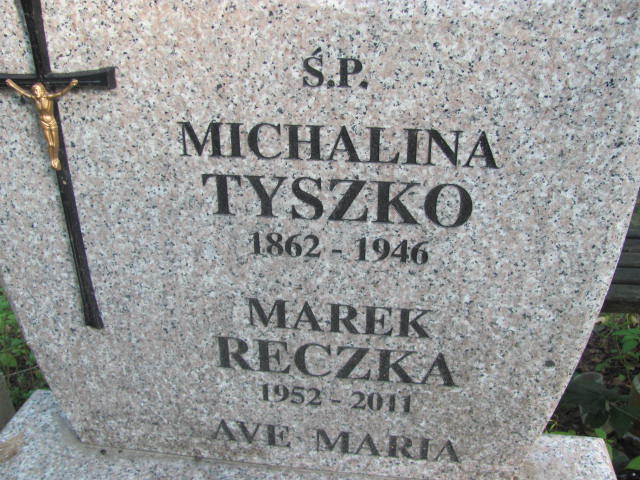 Ś.P.
MICHALINA
TYSZKO
1862 - 1946
MAREK
RECZKA
1952 - 2011
AVE MARIA